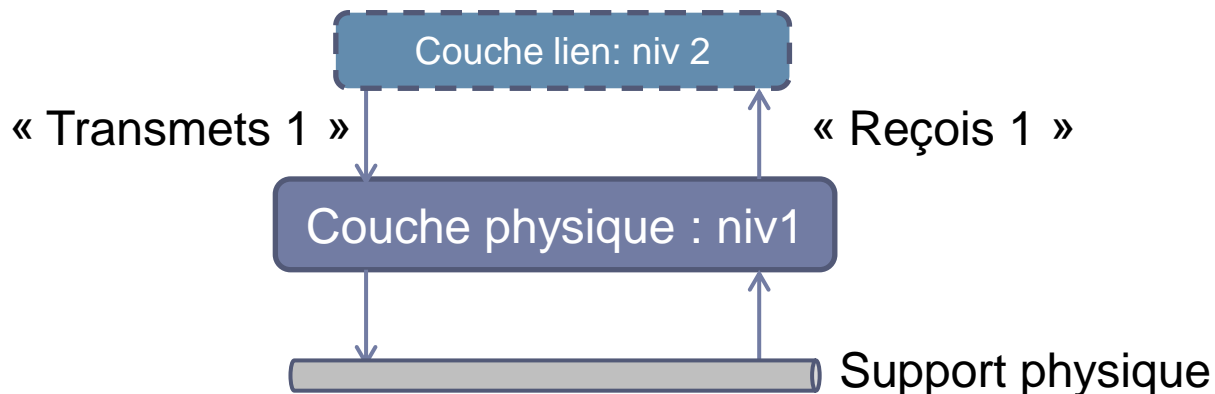 Couche lien: niv 2
« Transmets 1 »
« Reçois 1 »
Couche physique : niv1
Support physique